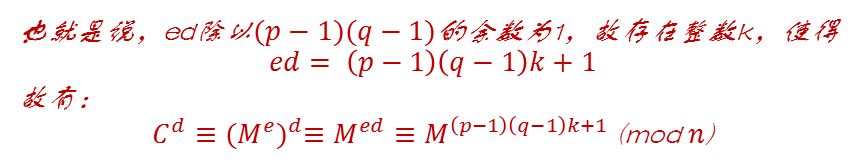 也就是说，ed除以(p − 1)(q − 1)的余数为1，故存在整数k，使得
ed = (p − 1)(q − 1)k + 1
故有：
C^d ≡ (M^e)^d ≡ M^{ed} ≡ M^{(p−1)(q−1)k+1} (mod n)